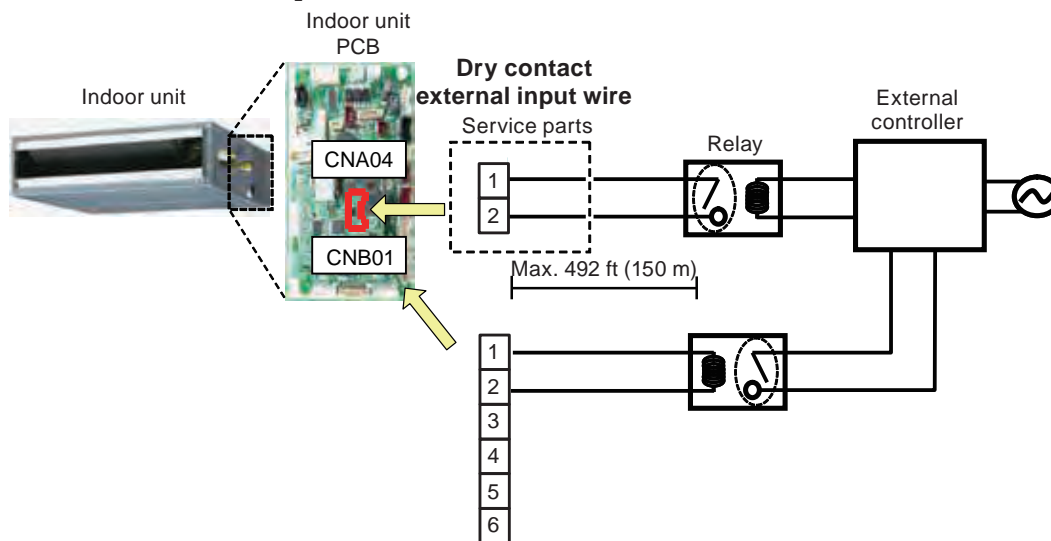 Indoor unit
PCB
Indoor unit
Dry contact
external input wire
Service parts
Relay
External
controller
CNA04
CNB01
1
2
Max. 492 ft (150 m)
1
2
3
4
5
6